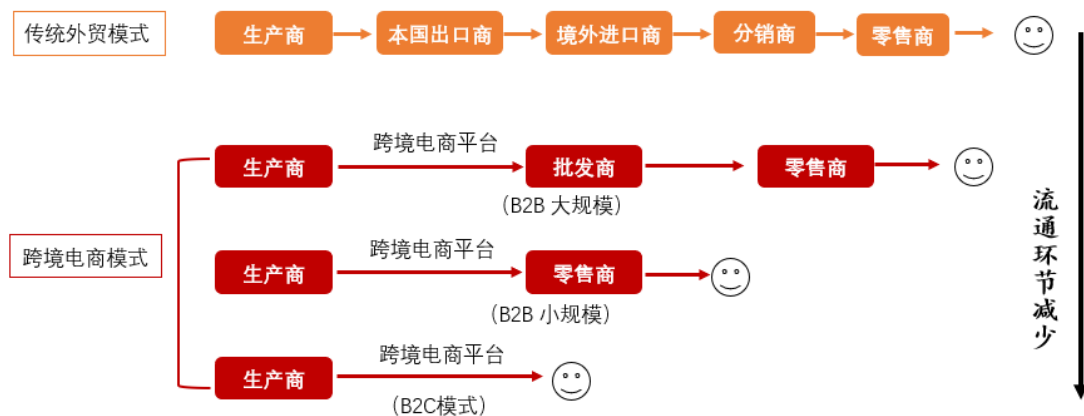 传统外贸模式
生产商
本国出口商
境外进口商
分销商
零售商
跨境电商模式
生产商
跨境电商平台
批发商
（B2B 大规模）
零售商
生产商
跨境电商平台
零售商
（B2B 小规模）
生产商
跨境电商平台
（B2C模式）
流通环节减少